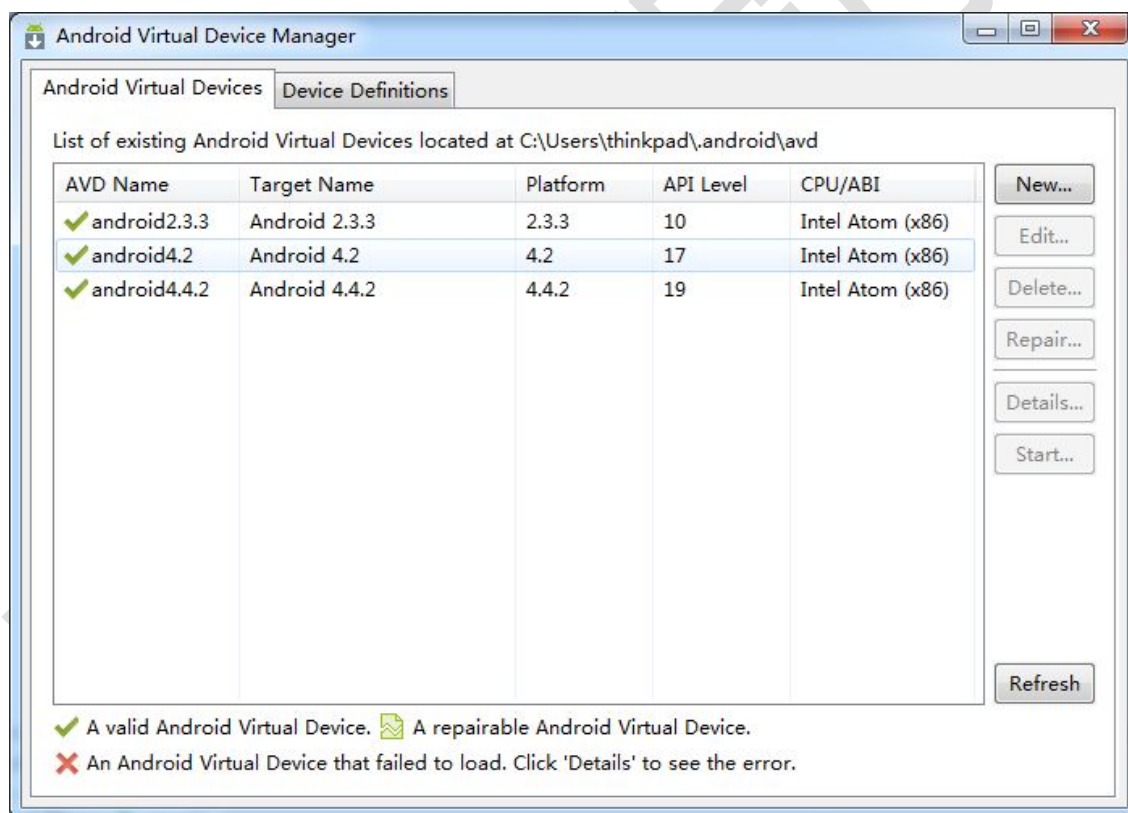 Android Virtual Device Manager
Android Virtual Devices Device Definitions
List of existing Android Virtual Devices located at C:\Users\thinkpad\.android\avd
AVD Name Target Name Platform API Level CPU/ABI
android2.3.3 Android 2.3.3 2.3.3 10 Intel Atom (x86)
android4.2 Android 4.2 4.2 17 Intel Atom (x86)
android4.4.2 Android 4.4.2 4.4.2 19 Intel Atom (x86)
New...
Edit...
Delete...
Repair...
Details...
Start...
Refresh
A valid Android Virtual Device. A repairable Android Virtual Device.
An Android Virtual Device that failed to load. Click 'Details' to see the error.